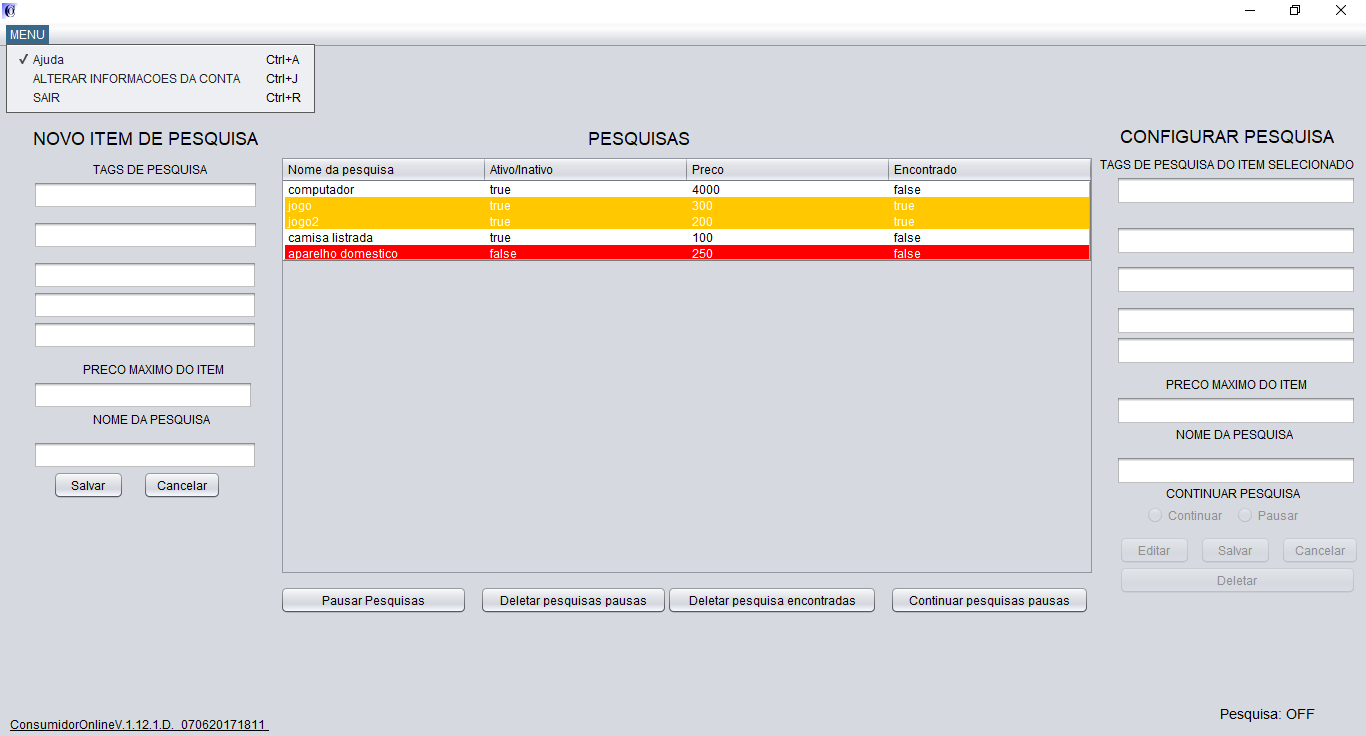 MENU
Ajuda Ctrl+A
ALTERAR INFORMACOES DA CONTA Ctrl+J
SAIR Ctrl+R
NOVO ITEM DE PESQUISA
TAGS DE PESQUISA
PRECO MAXIMO DO ITEM
NOME DA PESQUISA
Salvar Cancelar
PESQUISAS
Nome da pesquisa Ativo/Inativo Preco Encontrado
computador true 4000 false
jogo true 300 true
jogo2 true 200 true
camisa listrada true 100 false
aparelho domestico false 250 false
Pausar Pesquisas Deletar pesquisas pausas Deletar pesquisa encontradas Continuar pesquisas pausas
CONFIGURAR PESQUISA
TAGS DE PESQUISA DO ITEM SELECIONADO
PRECO MAXIMO DO ITEM
NOME DA PESQUISA
CONTINUAR PESQUISA
Continuar Pausar
Editar Salvar Cancelar
Deletar
Pesquisa: OFF
ConsumidorOnlineV.1.12.1.D._070620171811_